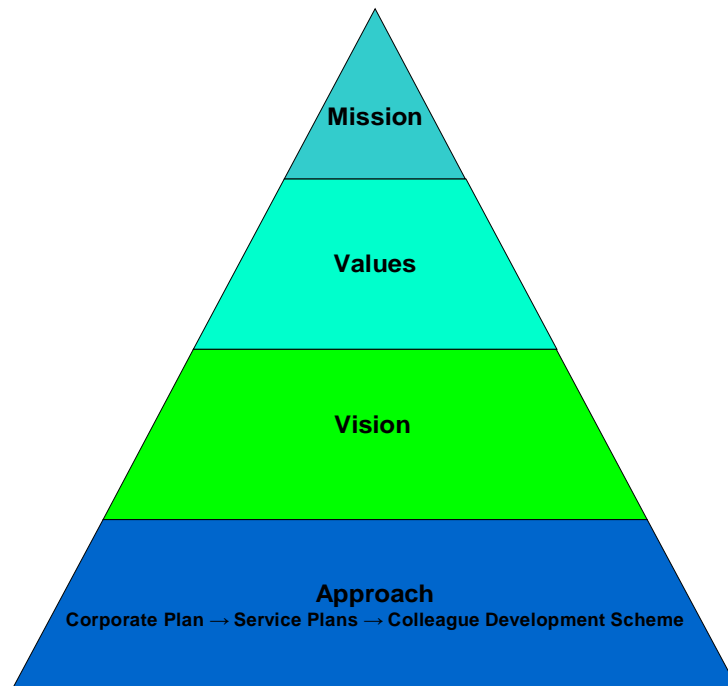 Mission
Values
Vision
Approach
Corporate Plan → Service Plans → Colleague Development Scheme